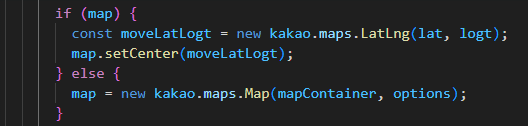 if (map) {
const moveLatLogt = new kakao.maps.LatLng(lat, logt);
map.setCenter(moveLatLogt);
} else {
map = new kakao.maps.Map(mapContainer, options);
}